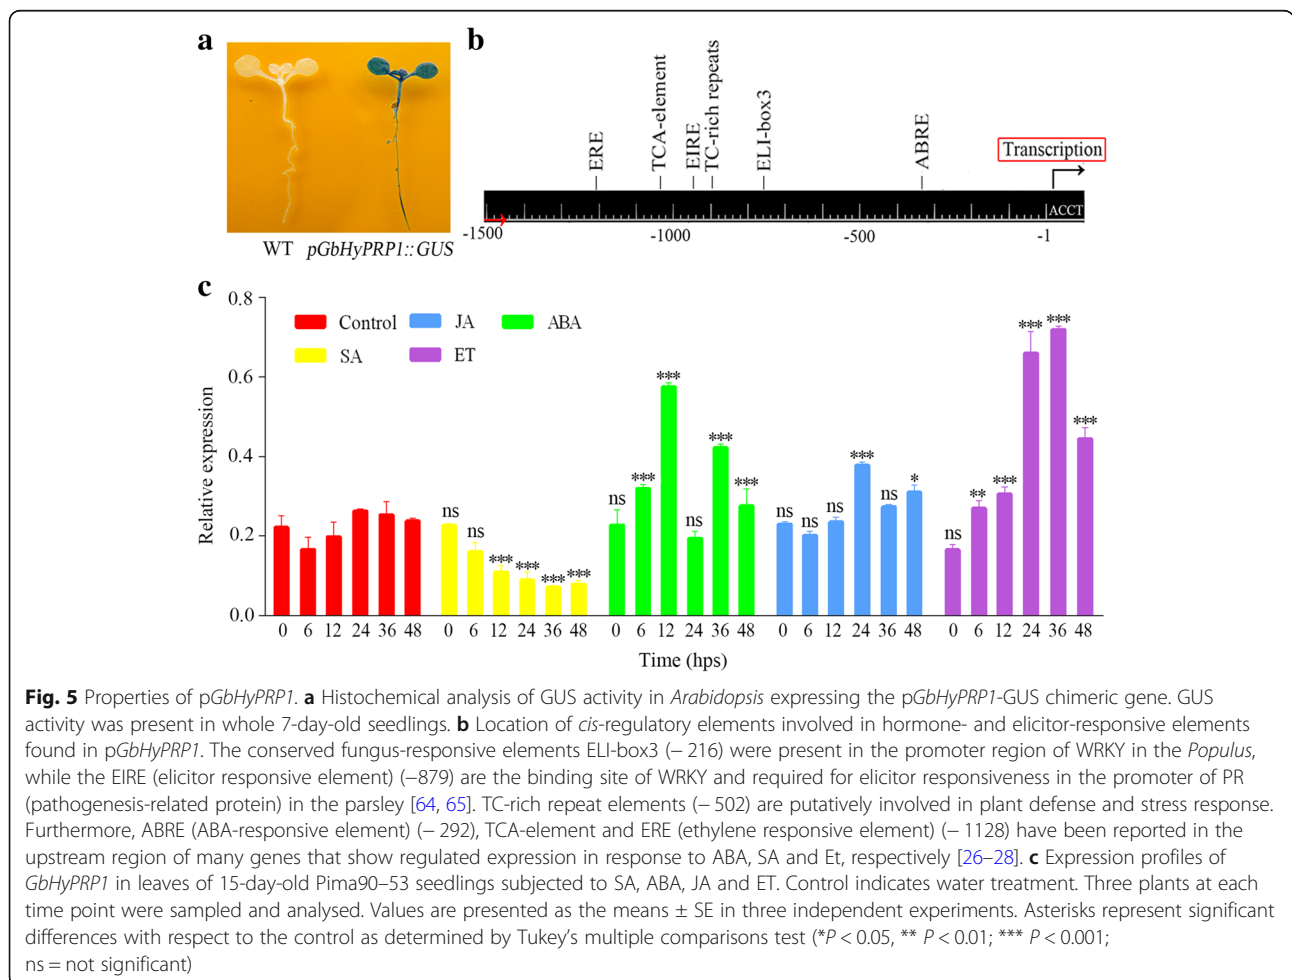 a
b
WT pGbHyPRP1::GUS
ERE
TCA-element
EIRE
TC-rich repeats
ELI-box3
ABRE
Transcription
ACCT
-1500 -1000 -500 -1
c
Relative expression
0.8
0.6
0.4
0.2
0.0
Control JA ABA
SA ET
ns ns *** *** *** ***
ns *** *** ns *** ***
ns ns ns *** ns *
ns ** *** *** *** ***
0 6 12 24 36 48 0 6 12 24 36 48 0 6 12 24 36 48 0 6 12 24 36 48 0 6 12 24 36 48
Time (hps)
Fig. 5 Properties of pGbHyPRP1. a Histochemical analysis of GUS activity in Arabidopsis expressing the pGbHyPRP1-GUS chimeric gene. GUS
activity was present in whole 7-day-old seedlings. b Location of cis-regulatory elements involved in hormone- and elicitor-responsive elements
found in pGbHyPRP1. The conserved fungus-responsive elements ELI-box3 (− 216) were present in the promoter region of WRKY in the Populus,
while the EIRE (elicitor responsive element) (−879) are the binding site of WRKY and required for elicitor responsiveness in the promoter of PR
(pathogenesis-related protein) in the parsley [64, 65]. TC-rich repeat elements (− 502) are putatively involved in plant defense and stress response.
Furthermore, ABRE (ABA-responsive element) (− 292), TCA-element and ERE (ethylene responsive element) (− 1128) have been reported in the
upstream region of many genes that show regulated expression in response to ABA, SA and Et, respectively [26–28]. c Expression profiles of
GbHyPRP1 in leaves of 15-day-old Pima90–53 seedlings subjected to SA, ABA, JA and ET. Control indicates water treatment. Three plants at each
time point were sampled and analysed. Values are presented as the means ± SE in three independent experiments. Asterisks represent significant
differences with respect to the control as determined by Tukey's multiple comparisons test (*P < 0.05, ** P < 0.01; *** P < 0.001;
ns = not significant)